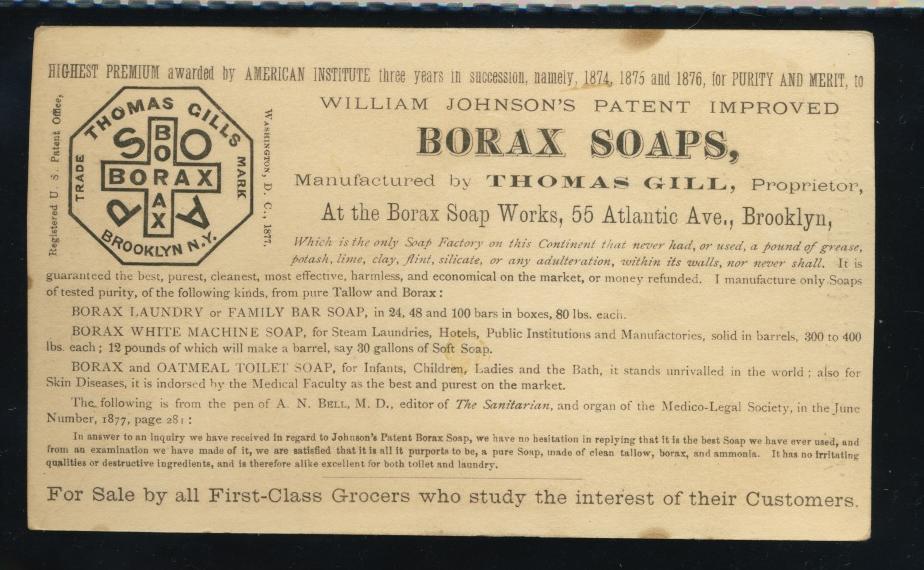 HIGHEST PREMIUM awarded by AMERICAN INSTITUTE three years in succession, namely, 1874, 1875 and 1876, for PURITY AND MERIT, to
WILLIAM JOHNSON'S PATENT IMPROVED
BORAX SOAPS,
Manufactured by THOMAS GILL, Proprietor,
At the Borax Soap Works, 55 Atlantic Ave., Brooklyn,
Registered U. S. Patent Office,
THOMAS GILLS
TRADE
MARK
SOAP
BORAX
BORAX
BROOKLYN N.Y.
WASHINGTON, D. C., 1877.
Which is the only Soap Factory on this Continent that never had, or used, a pound of grease,
potash, lime, clay, flint, silicate, or any adulteration, within its walls, nor never shall. It is
guaranteed the best, purest, cleanest, most effective, harmless, and economical on the market, or money refunded. I manufacture only Soaps
of tested purity, of the following kinds, from pure Tallow and Borax:
BORAX LAUNDRY or FAMILY BAR SOAP, in 24, 48 and 100 bars in boxes, 80 lbs. each.
BORAX WHITE MACHINE SOAP, for Steam Laundries, Hotels, Public Institutions and Manufactories, solid in barrels, 300 to 400
lbs. each; 12 pounds of which will make a barrel, say 30 gallons of Soft Soap.
BORAX and OATMEAL TOILET SOAP, for Infants, Children, Ladies and the Bath, it stands unrivalled in the world; also for
Skin Diseases, it is indorsed by the Medical Faculty as the best and purest on the market.
The following is from the pen of A. N. BELL, M. D., editor of The Sanitarian, and organ of the Medico-Legal Society, in the June
Number, 1877, page 281:
In answer to an inquiry we have received in regard to Johnson's Patent Borax Soap, we have no hesitation in replying that it is the best Soap we have ever used, and
from an examination we have made of it, we are satisfied that it is all it purports to be, a pure Soap, made of clean tallow, borax, and ammonia. It has no irritating
qualities or destructive ingredients, and is therefore alike excellent for both toilet and laundry.
For Sale by all First-Class Grocers who study the interest of their Customers.